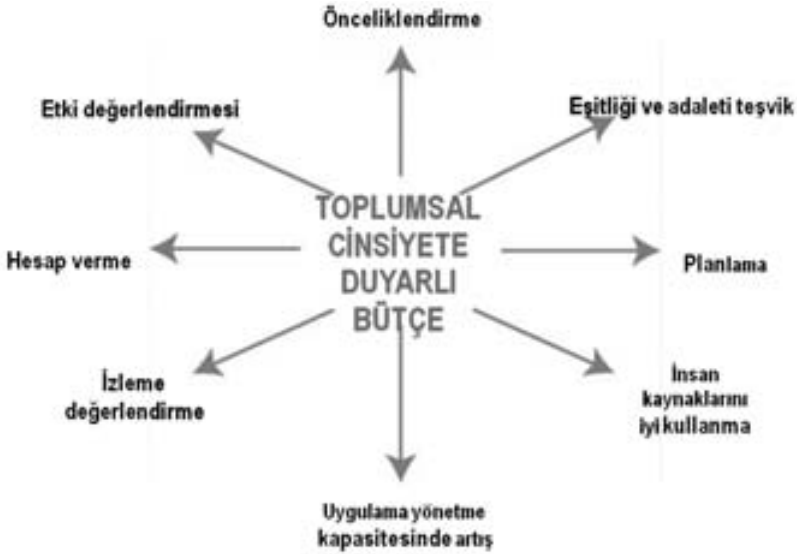 Önceliklendirme
Etki değerlendirmesi
Eşitliği ve adaleti teşvik
TOPLUMSAL
CİNSİYETE
DUYARLI
BÜTÇE
Hesap verme
Planlama
İzleme
değerlendirme
İnsan
kaynaklarını
iyi kullanma
Uygulama yönetme
kapasitesinde artış